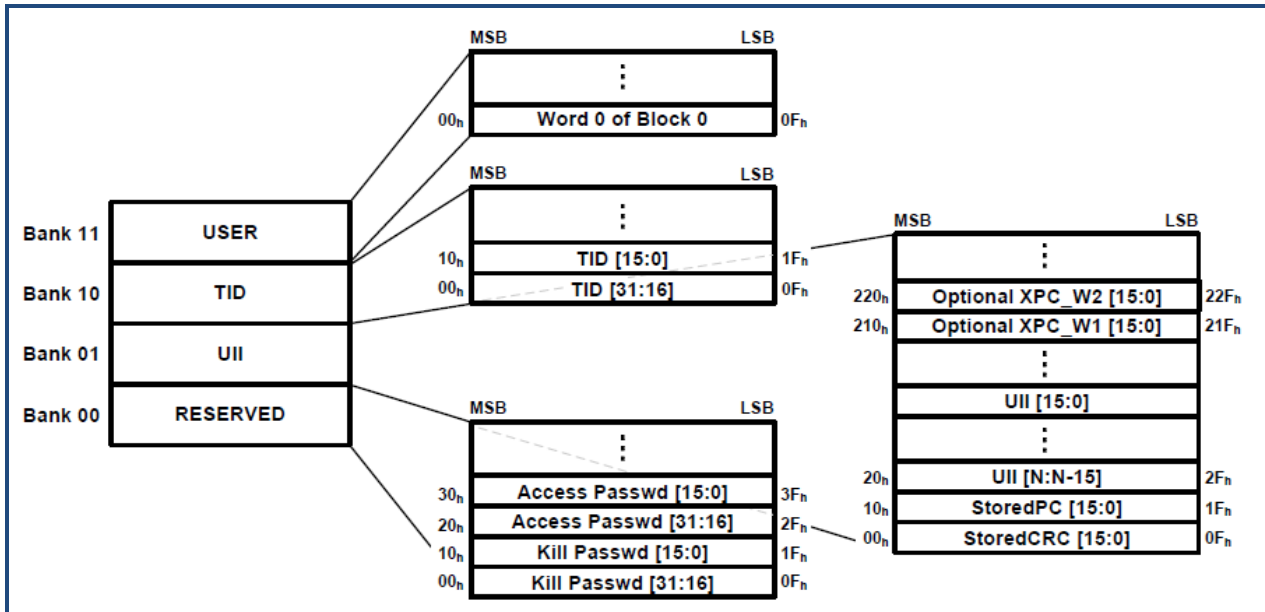 MSB LSB
00h Word 0 of Block 0 0Fh
MSB LSB
10h TID [15:0] 1Fh
00h TID [31:16] 0Fh
Bank 11 USER
Bank 10 TID
Bank 01 UII
Bank 00 RESERVED
MSB LSB
30h Access Passwd [15:0] 3Fh
20h Access Passwd [31:16] 2Fh
10h Kill Passwd [15:0] 1Fh
00h Kill Passwd [31:16] 0Fh
MSB LSB
220h Optional XPC_W2 [15:0] 22Fh
210h Optional XPC_W1 [15:0] 21Fh
UII [15:0]
20h UII [N:N-15] 2Fh
10h StoredPC [15:0] 1Fh
00h StoredCRC [15:0] 0Fh